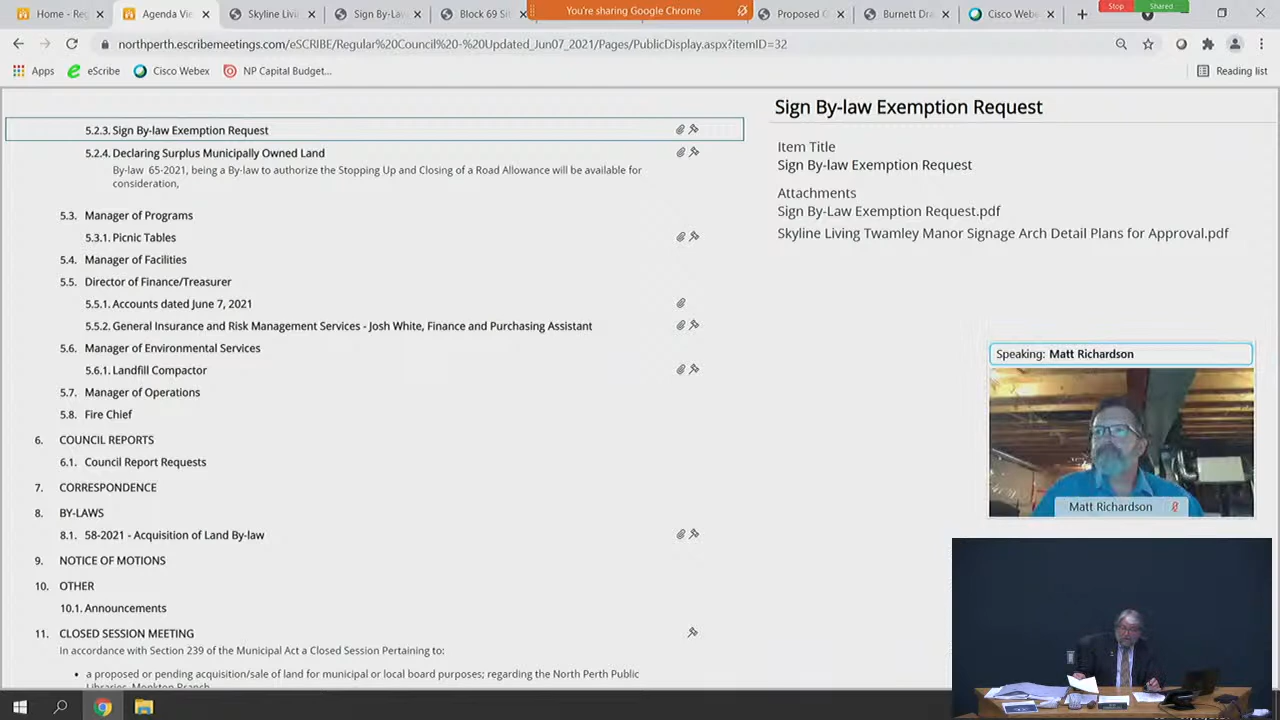 Home - Reg
Agenda Vie
Skyline Livi
Sign By-Law
Block 69 Sit
You're sharing Google Chrome
Proposed C
Burnett Dra
Cisco Webe
Stop
Shared
northperth.escribemeetings.com/eSCRIBE/Regular%20Council%20-%20Updated_Jun07_2021/Pages/PublicDisplay.aspx?itemID=32
Apps
eScribe
Cisco Webex
NP Capital Budget...
Reading list
5.2.3. Sign By-law Exemption Request
5.2.4. Declaring Surplus Municipally Owned Land
By-law 65-2021, being a By-law to authorize the Stopping Up and Closing of a Road Allowance will be available for
consideration,
5.3. Manager of Programs
5.3.1. Picnic Tables
5.4. Manager of Facilities
5.5. Director of Finance/Treasurer
5.5.1. Accounts dated June 7, 2021
5.5.2. General Insurance and Risk Management Services - Josh White, Finance and Purchasing Assistant
5.6. Manager of Environmental Services
5.6.1. Landfill Compactor
5.7. Manager of Operations
5.8. Fire Chief
6. COUNCIL REPORTS
6.1. Council Report Requests
7. CORRESPONDENCE
8. BY-LAWS
8.1. 58-2021 - Acquisition of Land By-law
9. NOTICE OF MOTIONS
10. OTHER
10.1. Announcements
11. CLOSED SESSION MEETING
In accordance with Section 239 of the Municipal Act a Closed Session Pertaining to:
• a proposed or pending acquisition/sale of land for municipal or local board purposes; regarding the North Perth Public
Libraries, Monkton Branch
Sign By-law Exemption Request
Item Title
Sign By-law Exemption Request
Attachments
Sign By-Law Exemption Request.pdf
Skyline Living Twamley Manor Signage Arch Detail Plans for Approval.pdf
Speaking: Matt Richardson
Matt Richardson